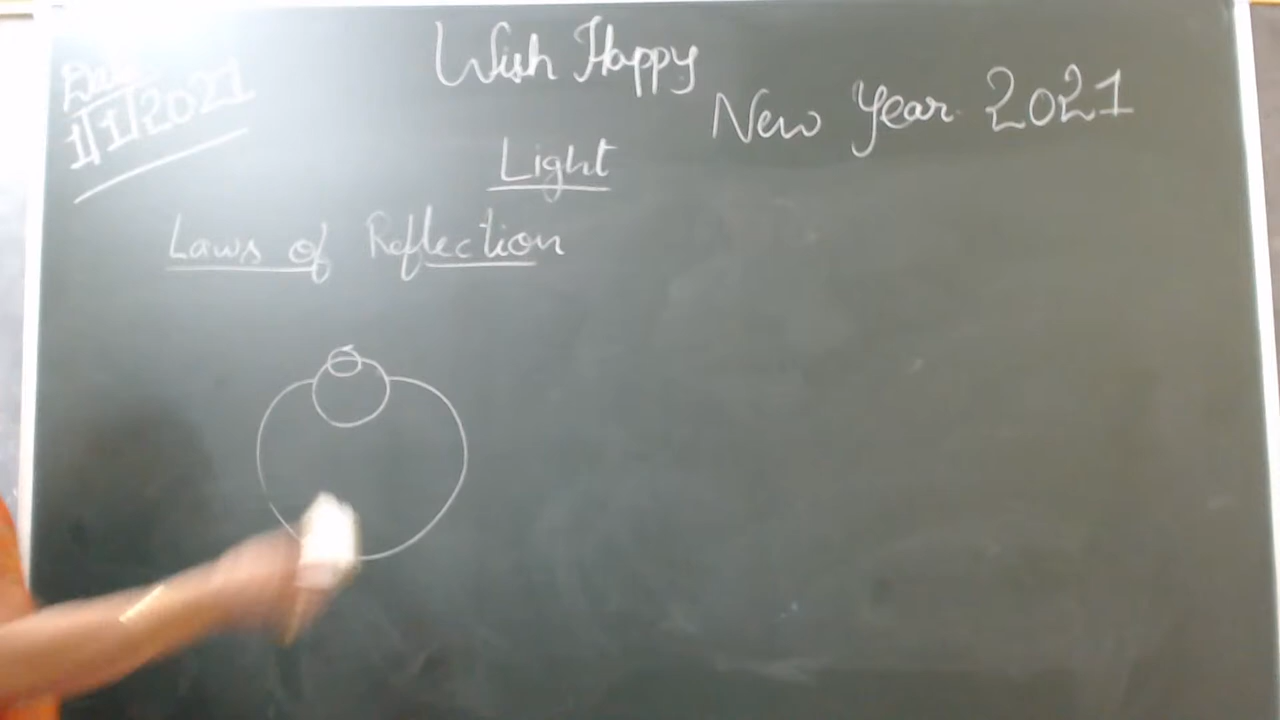 Date
1/1/2021
Wish Happy
New Year 2021
Light
Laws of Reflection